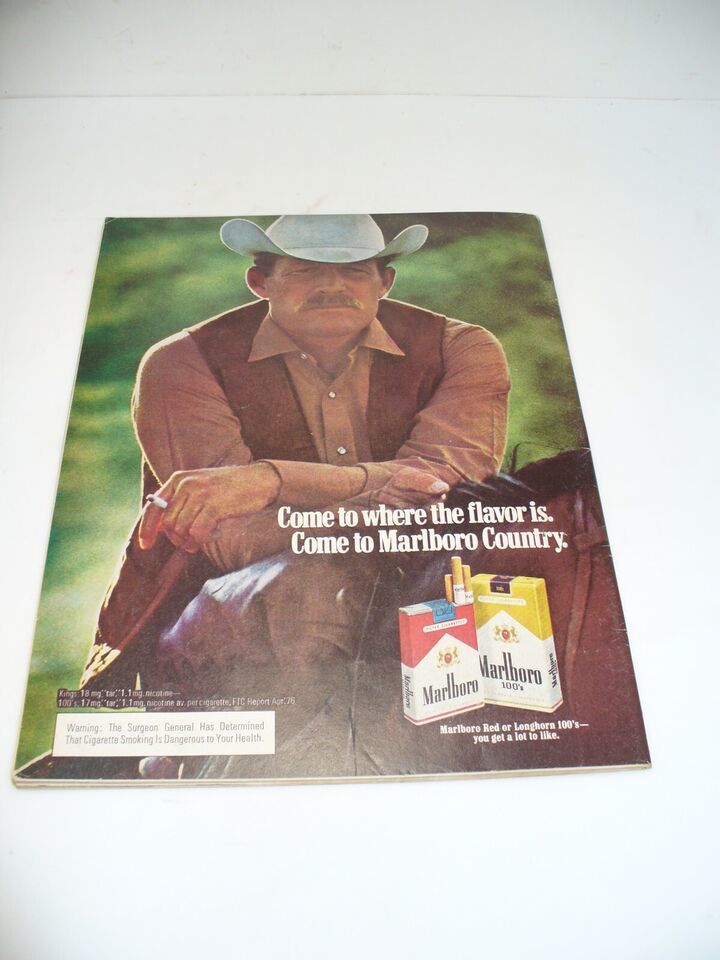 Come to where the flavor is.
Come to Marlboro Country.
Marlboro
Marlboro
100's
Marlboro
Marlboro
Marlboro Red or Longhorn 100's—
you get a lot to like.
Kings: 18 mg "tar," 1.1 mg. nicotine—
100's: 17 mg "tar," 1.1 mg. nicotine av. per cigarette, FTC Report Apr. '76
Warning: The Surgeon General Has Determined
That Cigarette Smoking Is Dangerous to Your Health.